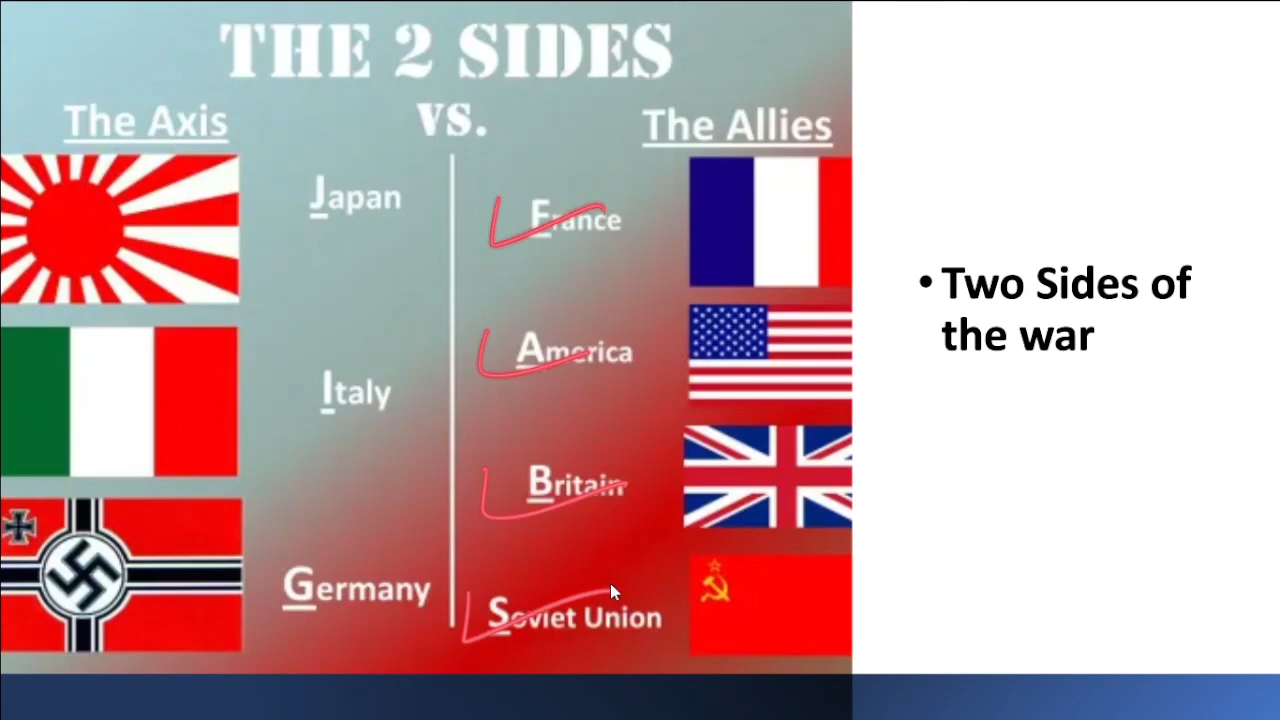 THE 2 SIDES
vs.
The Axis
The Allies
Japan
France
America
Italy
Britain
Germany
Soviet Union
• Two Sides of
the war